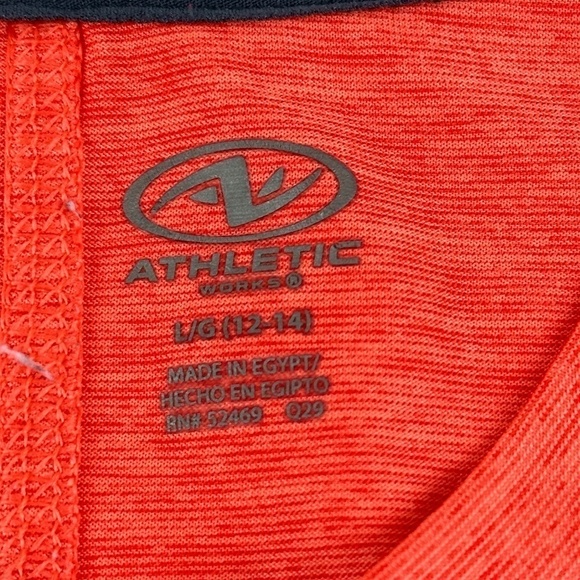 ATHLETIC
WORKS®
L/G (12-14)
MADE IN EGYPT/
HECHO EN EGIPTO
RN# 52469 Q29